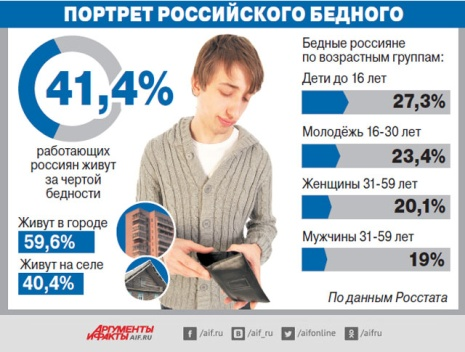 ПОРТРЕТ РОССИЙСКОГО БЕДНОГО
41,4%
работающих
россиян живут
за чертой
бедности
Живут в городе
59,6%
Живут на селе
40,4%
Бедные россияне
по возрастным группам:
Дети до 16 лет
27,3%
Молодёжь 16-30 лет
23,4%
Женщины 31-59 лет
20,1%
Мужчины 31-59 лет
19%
По данным Росстата
АРГУМЕНТЫ
И ФАКТЫ AIF.RU
/aif.ru
/aif_ru
/aifonline
/aifru